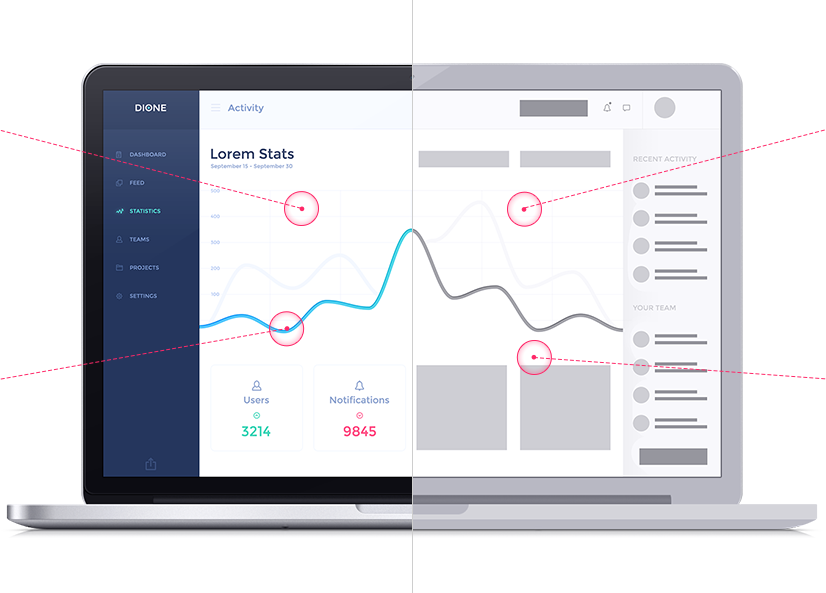 DIONE
Activity
DASHBOARD
FEED
STATISTICS
TEAMS
PROJECTS
SETTINGS
Lorem Stats
September 15 - September 30
500
400
300
200
100
Users
3214
Notifications
9845
RECENT ACTIVITY
YOUR TEAM